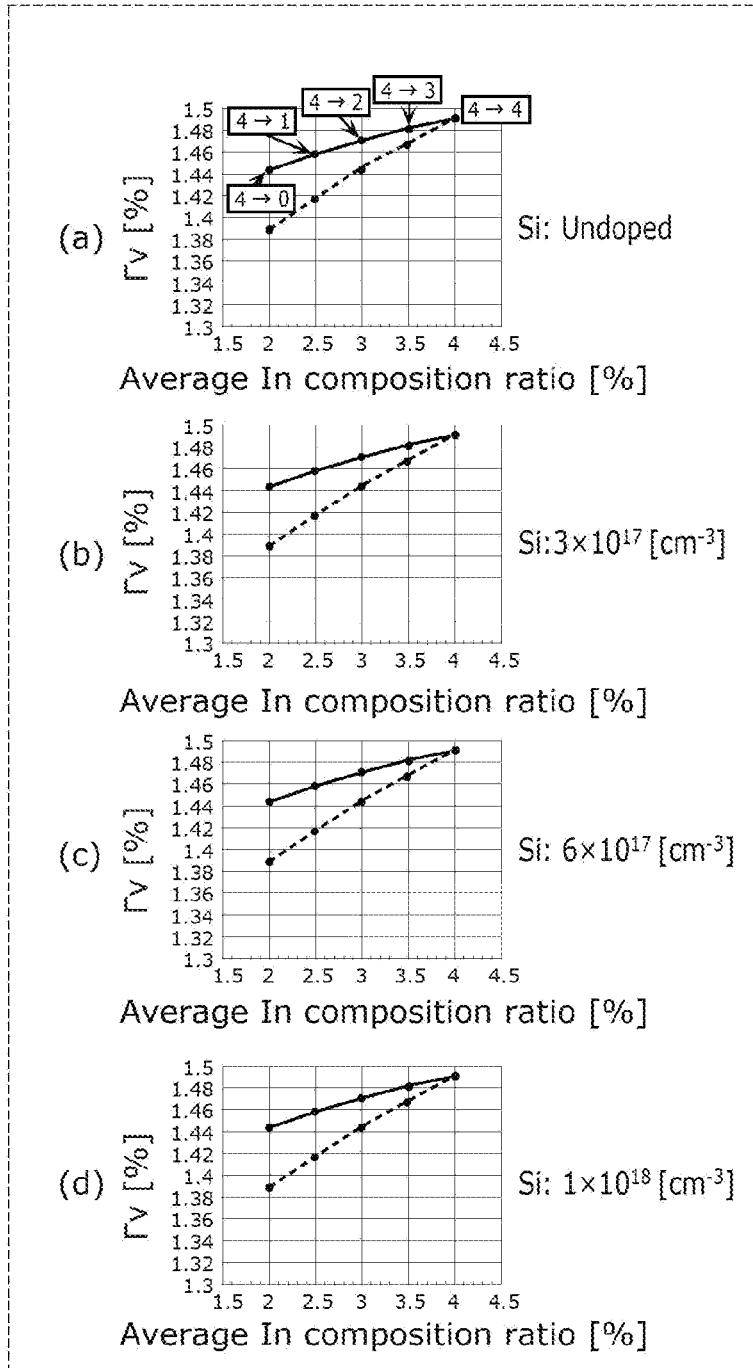 4 → 3
4 → 2
4 → 4
4 → 1
4 → 0
1.5
1.48
1.46
1.44
1.42
1.4
1.38
1.36
1.34
1.32
1.3
Γv [%]
(a)
Si: Undoped
1.5 2 2.5 3 3.5 4 4.5
Average In composition ratio [%]
1.5
1.48
1.46
1.44
1.42
1.4
1.38
1.36
1.34
1.32
1.3
Γv [%]
(b)
Si:3×10¹⁷ [cm⁻³]
1.5 2 2.5 3 3.5 4 4.5
Average In composition ratio [%]
1.5
1.48
1.46
1.44
1.42
1.4
1.38
1.36
1.34
1.32
1.3
Γv [%]
(c)
Si: 6×10¹⁷ [cm⁻³]
1.5 2 2.5 3 3.5 4 4.5
Average In composition ratio [%]
1.5
1.48
1.46
1.44
1.42
1.4
1.38
1.36
1.34
1.32
1.3
Γv [%]
(d)
Si: 1×10¹⁸ [cm⁻³]
1.5 2 2.5 3 3.5 4 4.5
Average In composition ratio [%]